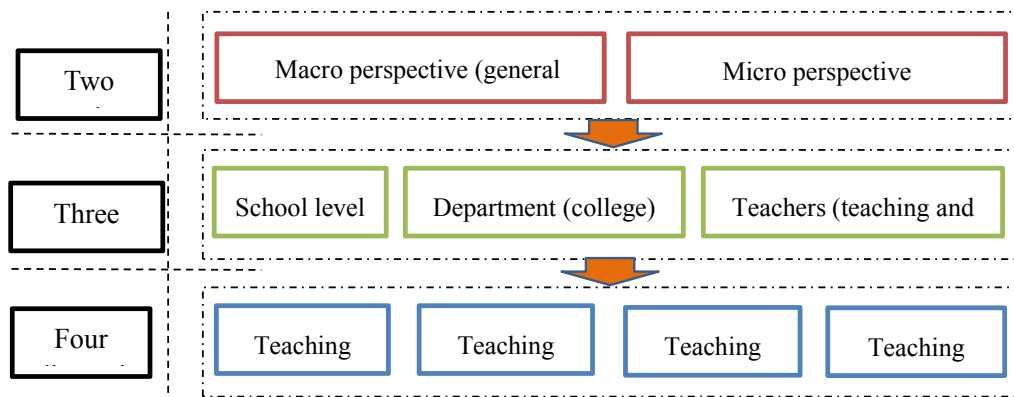 Two
Macro perspective (general
Micro perspective
Three
School level
Department (college)
Teachers (teaching and
Four
Teaching
Teaching
Teaching
Teaching